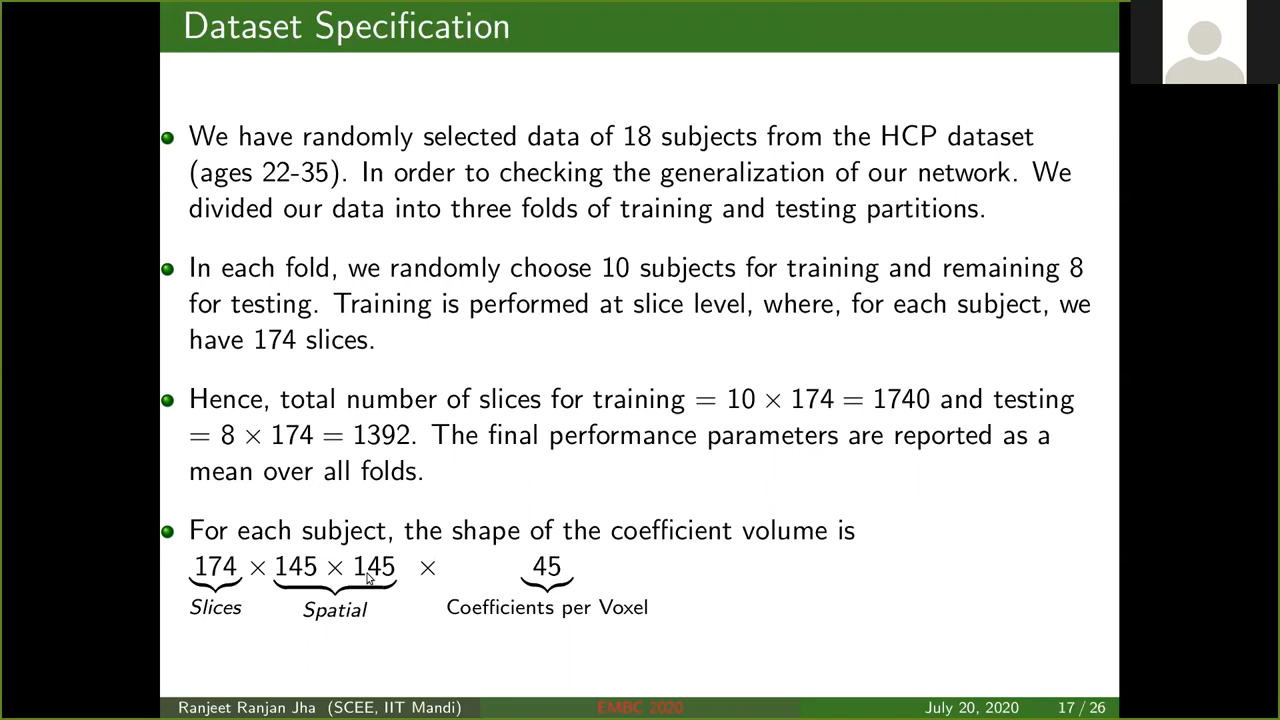 Dataset Specification
We have randomly selected data of 18 subjects from the HCP dataset
(ages 22-35). In order to checking the generalization of our network. We
divided our data into three folds of training and testing partitions.
In each fold, we randomly choose 10 subjects for training and remaining 8
for testing. Training is performed at slice level, where, for each subject, we
have 174 slices.
Hence, total number of slices for training = 10 × 174 = 1740 and testing
= 8 × 174 = 1392. The final performance parameters are reported as a
mean over all folds.
For each subject, the shape of the coefficient volume is
174 × 145 × 145 × 45
Slices Spatial Coefficients per Voxel
Ranjeet Ranjan Jha (SCEE, IIT Mandi) EMBC 2020 July 20, 2020 17 / 26